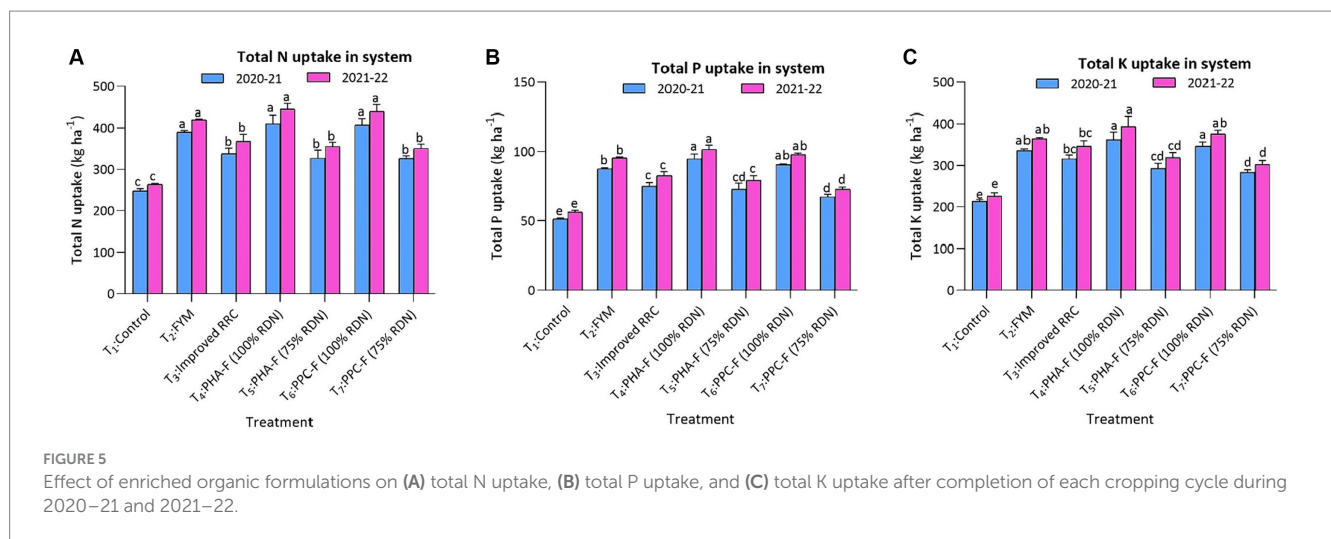 A
Total N uptake in system
2020-21 2021-22
Total N uptake (kg ha⁻¹)
500
400
300
200
100
0
c c a a b b a a b b a a b b
T₁:Control
T₂:FYM
T₃:Improved RRC
T₄:PHA-F (100% RDN)
T₅:PHA-F (75% RDN)
T₆:PPC-F (100% RDN)
T₇:PPC-F (75% RDN)
Treatment
B
Total P uptake in system
2020-21 2021-22
Total P uptake (kg ha⁻¹)
150
100
50
0
e e b b c c a a cd c ab ab d d
T₁:Control
T₂:FYM
T₃:Improved RRC
T₄:PHA-F (100% RDN)
T₅:PHA-F (75% RDN)
T₆:PPC-F (100% RDN)
T₇:PPC-F (75% RDN)
Treatment
C
Total K uptake in system
2020-21 2021-22
Total K uptake (kg ha⁻¹)
500
400
300
200
100
0
e e ab ab bc bc a a cd cd a ab d d
T₁:Control
T₂:FYM
T₃:Improved RRC
T₄:PHA-F (100% RDN)
T₅:PHA-F (75% RDN)
T₆:PPC-F (100% RDN)
T₇:PPC-F (75% RDN)
Treatment
FIGURE 5
Effect of enriched organic formulations on (A) total N uptake, (B) total P uptake, and (C) total K uptake after completion of each cropping cycle during
2020–21 and 2021–22.